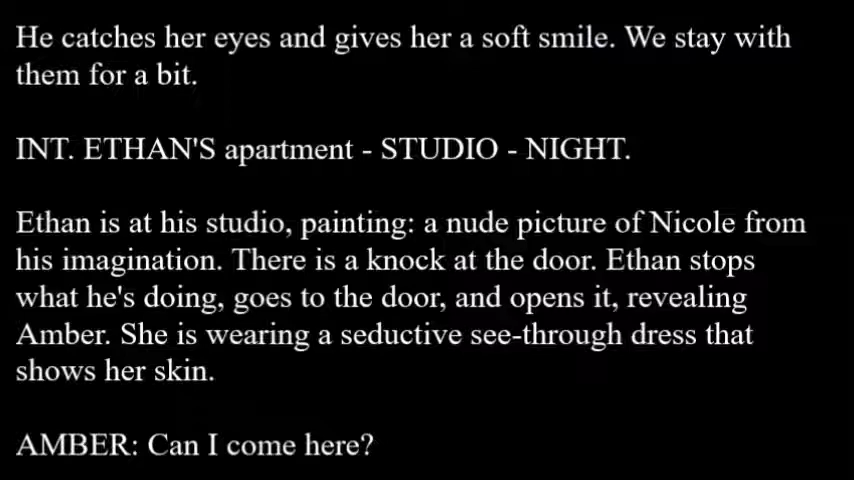 He catches her eyes and gives her a soft smile. We stay with
them for a bit.
INT. ETHAN'S apartment - STUDIO - NIGHT.
Ethan is at his studio, painting: a nude picture of Nicole from
his imagination. There is a knock at the door. Ethan stops
what he's doing, goes to the door, and opens it, revealing
Amber. She is wearing a seductive see-through dress that
shows her skin.
AMBER: Can I come here?